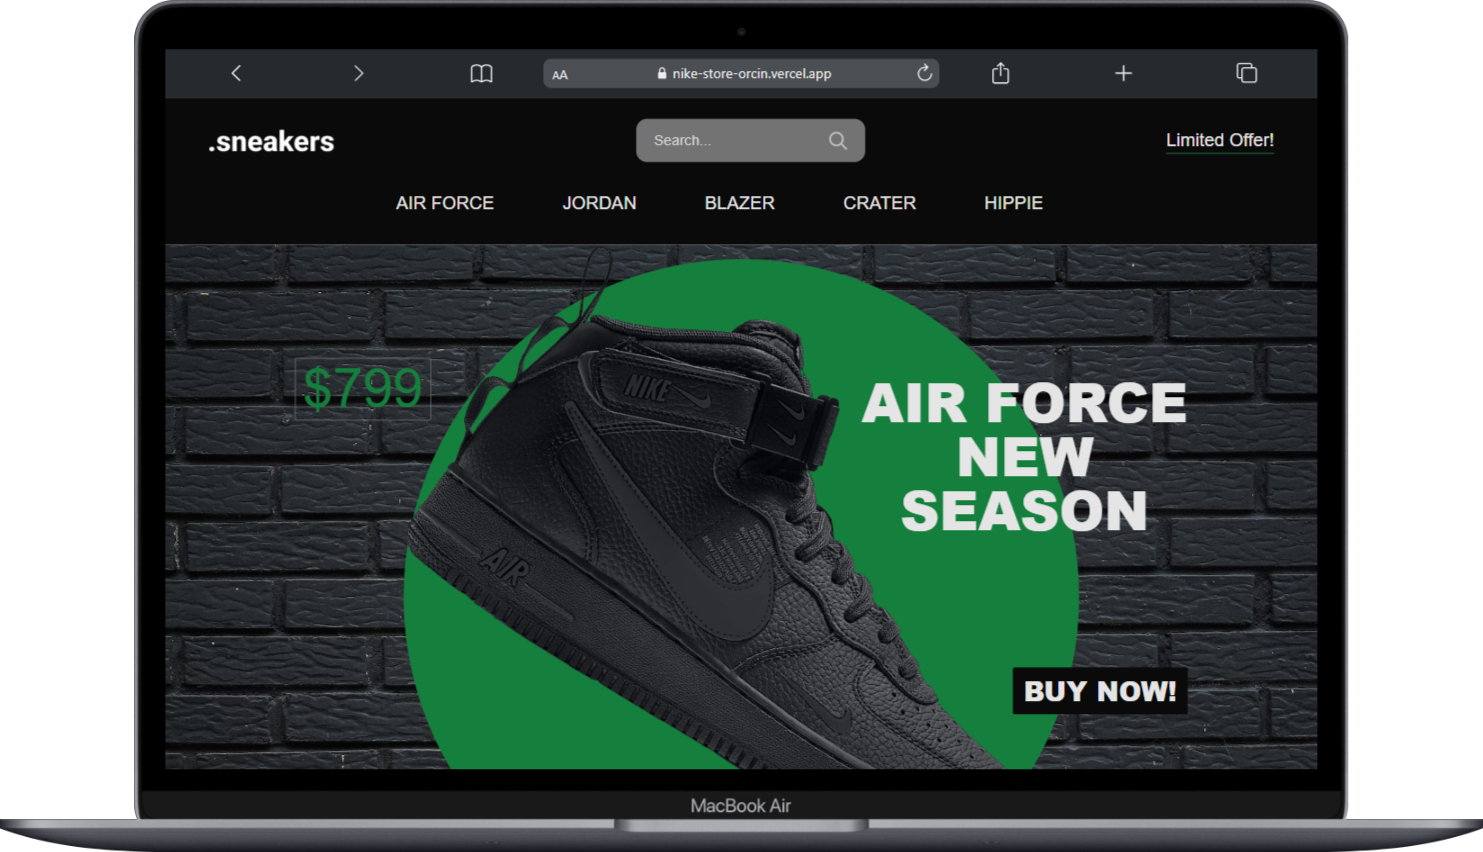 AA
nike-store-orcin.vercel.app
.sneakers
Search...
Limited Offer!
AIR FORCE
JORDAN
BLAZER
CRATER
HIPPIE
$799
NIKE
AIR FORCE
NEW
SEASON
AIR
BUY NOW!
MacBook Air